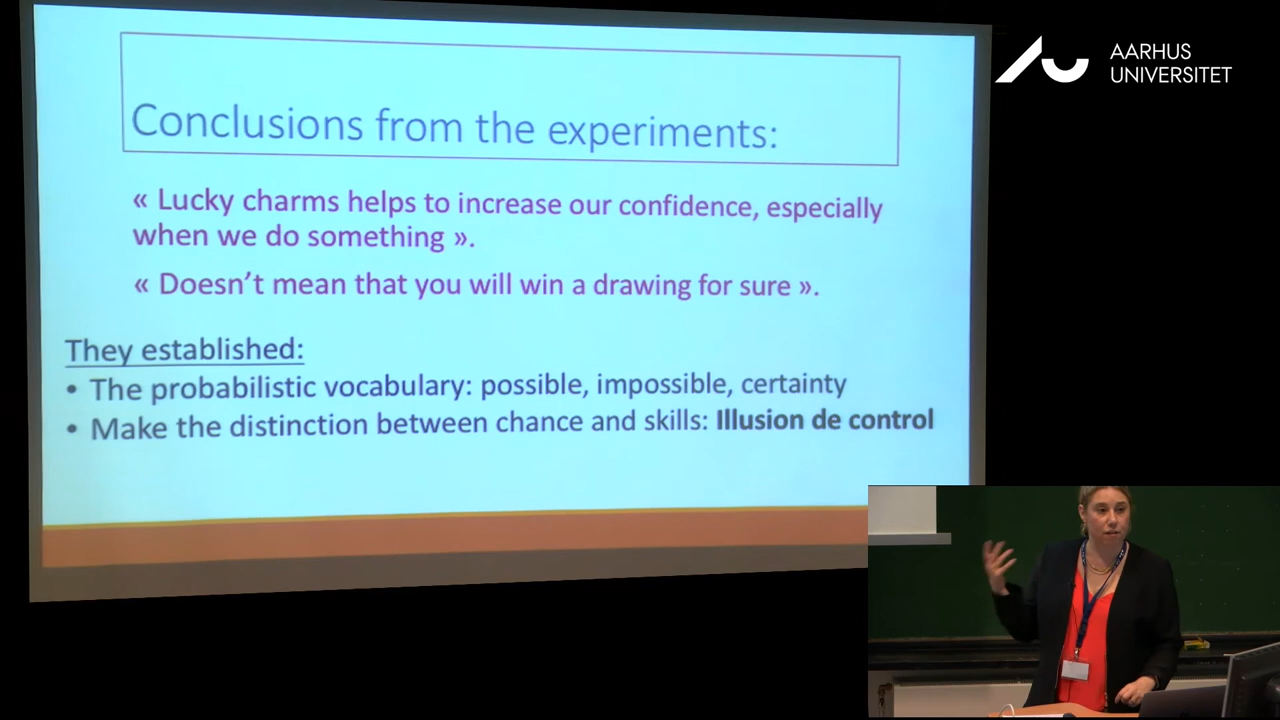 AARHUS
UNIVERSITET
Conclusions from the experiments:
« Lucky charms helps to increase our confidence, especially
when we do something ».
« Doesn’t mean that you will win a drawing for sure ».
They established:
• The probabilistic vocabulary: possible, impossible, certainty
• Make the distinction between chance and skills: Illusion de control